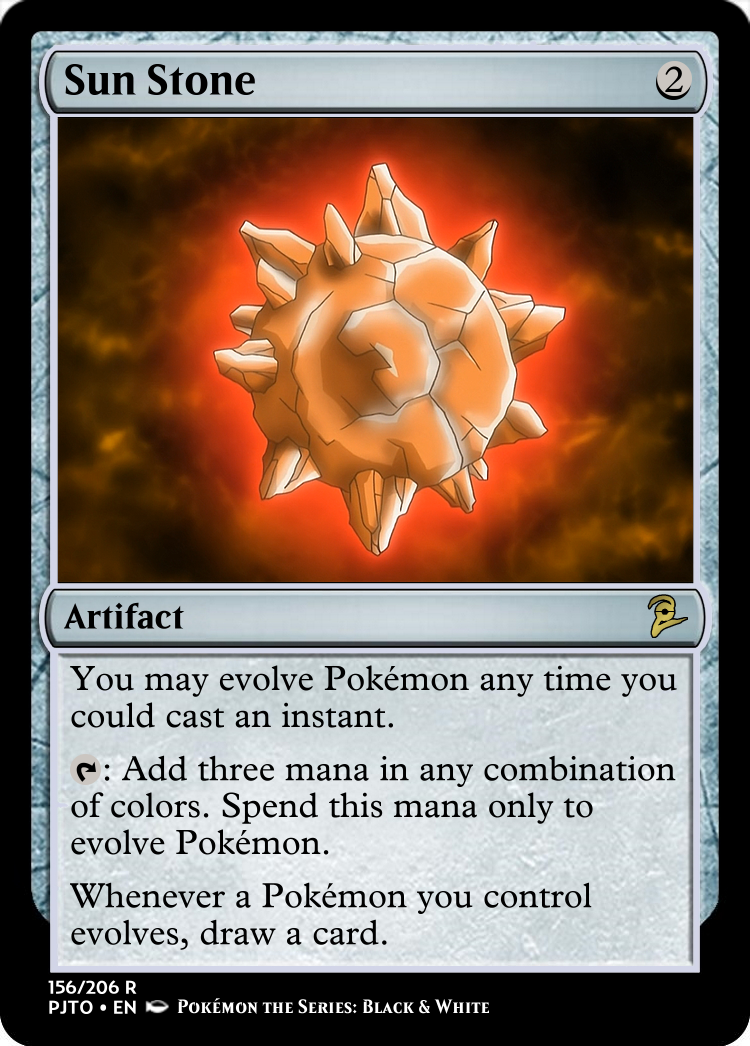 Sun Stone 2
Artifact
You may evolve Pokémon any time you
could cast an instant.
: Add three mana in any combination
of colors. Spend this mana only to
evolve Pokémon.
Whenever a Pokémon you control
evolves, draw a card.
156/206 R
PJTO • EN Pokémon the Series: Black & White